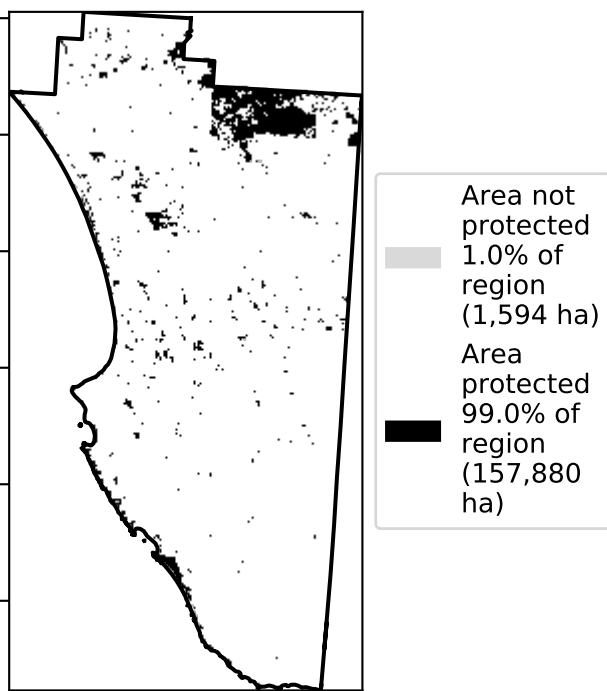 Area not
protected
1.0% of
region
(1,594 ha)
Area
protected
99.0% of
region
(157,880
ha)